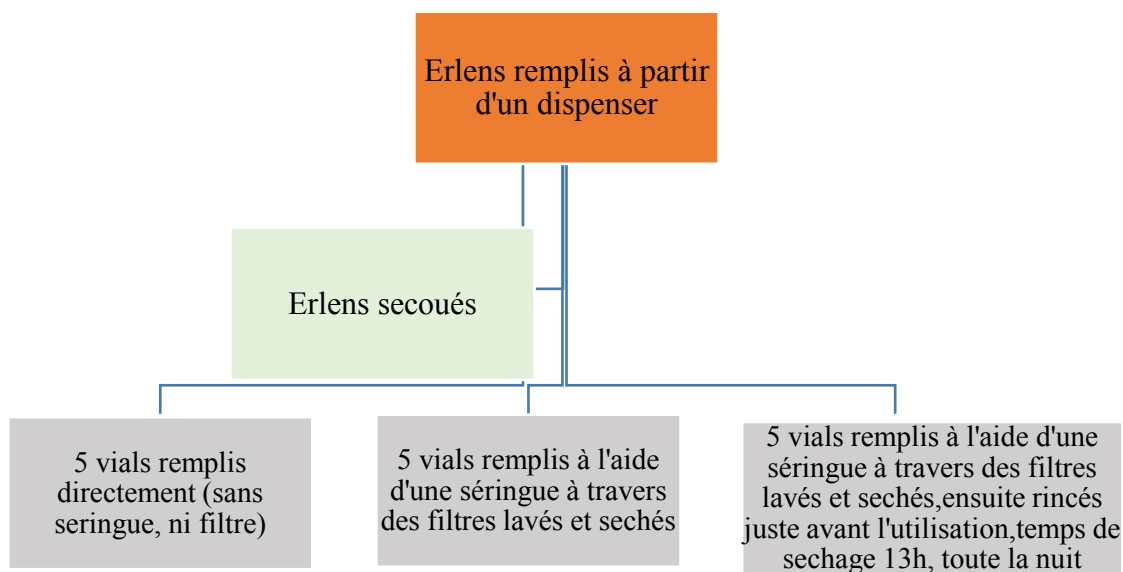 Erlens remplis à partir
d'un dispenser
Erlens secoués
5 vials remplis
directement (sans
seringue, ni filtre)
5 vials remplis à l'aide
d'une séringue à travers
des filtres lavés et sechés
5 vials remplis à l'aide d'une
séringue à travers des filtres
lavés et sechés,ensuite rincés
juste avant l'utilisation,temps de
sechage 13h, toute la nuit